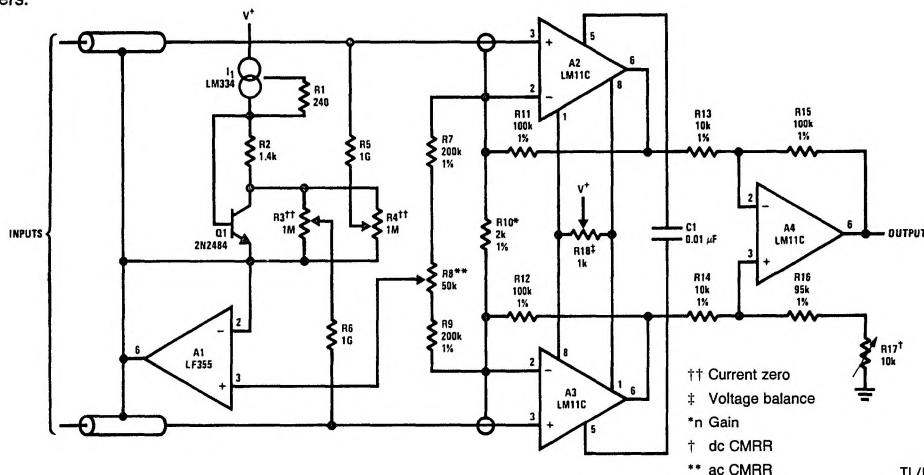 ers.
V+
I1
LM334
R1
240
R2
1.4k
Q1
2N2484
R3††
1M
R4††
1M
R5
1G
R6
1G
INPUTS
A1
LF355
6
2
3
R7
200k
1%
R8**
50k
R9
200k
1%
R10*
2k
1%
R11
100k
1%
R12
100k
1%
3
2
A2
LM11C
5
6
8
1
V+
R18‡
1k
C1
0.01 μF
8
2
3
A3
LM11C
1
6
5
R13
10k
1%
R15
100k
1%
R14
10k
1%
R16
95k
1%
2
3
A4
LM11C
6
OUTPUT
R17†
10k
†† Current zero
‡ Voltage balance
*n Gain
† dc CMRR
** ac CMRR